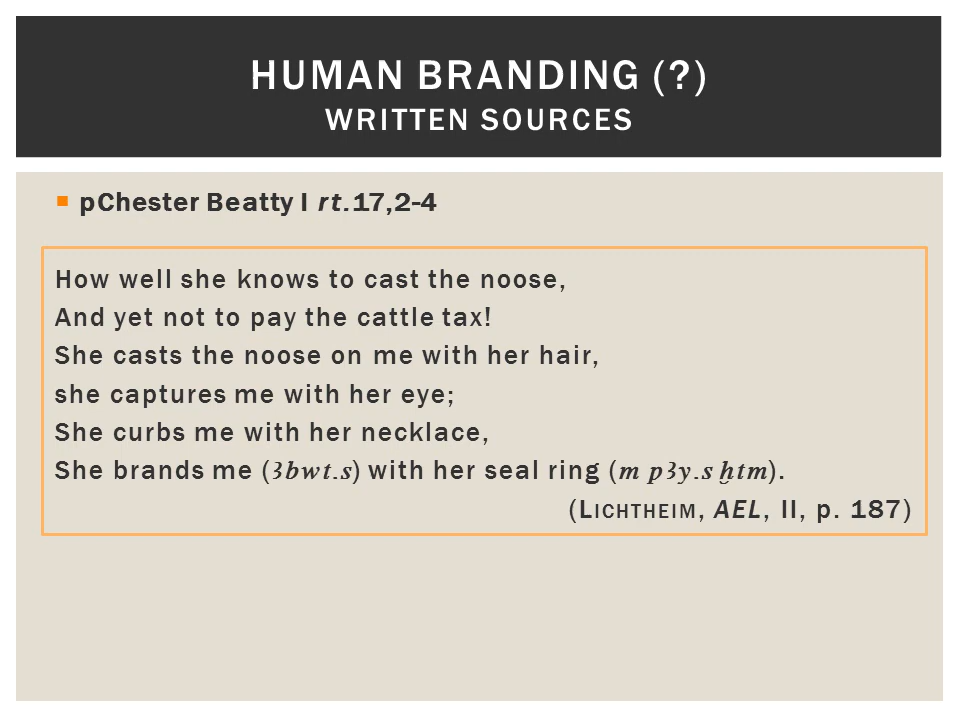 HUMAN BRANDING (?)
WRITTEN SOURCES
pChester Beatty I rt.17,2-4
How well she knows to cast the noose,
And yet not to pay the cattle tax!
She casts the noose on me with her hair,
she captures me with her eye;
She curbs me with her necklace,
She brands me (3bwt.s) with her seal ring (m p3y.s ḫtm).
(LICHTHEIM, AEL, II, p. 187)